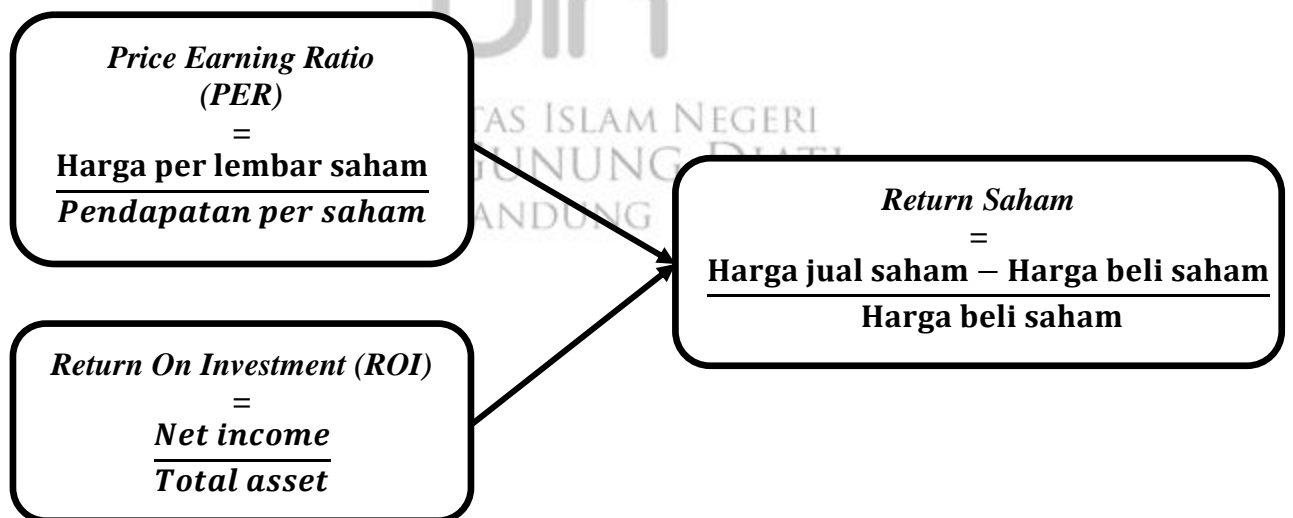 uin
Price Earning Ratio
(PER)
=
Harga per lembar saham
Pendapatan per saham
TAS ISLAM NEGERI
GUNUNG DJATI
ANDUNG
Return Saham
=
Harga jual saham − Harga beli saham
Harga beli saham
Return On Investment (ROI)
=
Net income
Total asset